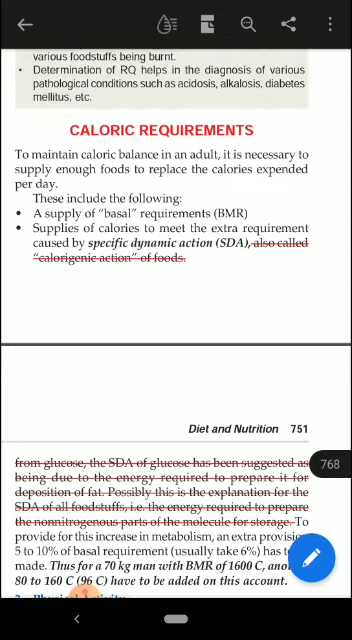 various foodstuffs being burnt.
• Determination of RQ helps in the diagnosis of various
pathological conditions such as acidosis, alkalosis, diabetes
mellitus, etc.
CALORIC REQUIREMENTS
To maintain caloric balance in an adult, it is necessary to
supply enough foods to replace the calories expended
per day.
These include the following:
• A supply of “basal” requirements (BMR)
• Supplies of calories to meet the extra requirement
caused by specific dynamic action (SDA), also called
“calorigenic action” of foods.
Diet and Nutrition 751
768
from glucose, the SDA of glucose has been suggested as
being due to the energy required to prepare it for
deposition of fat. Possibly this is the explanation for the
SDA of all foodstuffs, i.e. the energy required to prepare
the nonnitrogenous parts of the molecule for storage. To
provide for this increase in metabolism, an extra
5 to 10% of basal requirement (usually take 6%) has
made. Thus for a 70 kg man with BMR of 1600 C,
80 to 160 C (96 C) have to be added on this account.